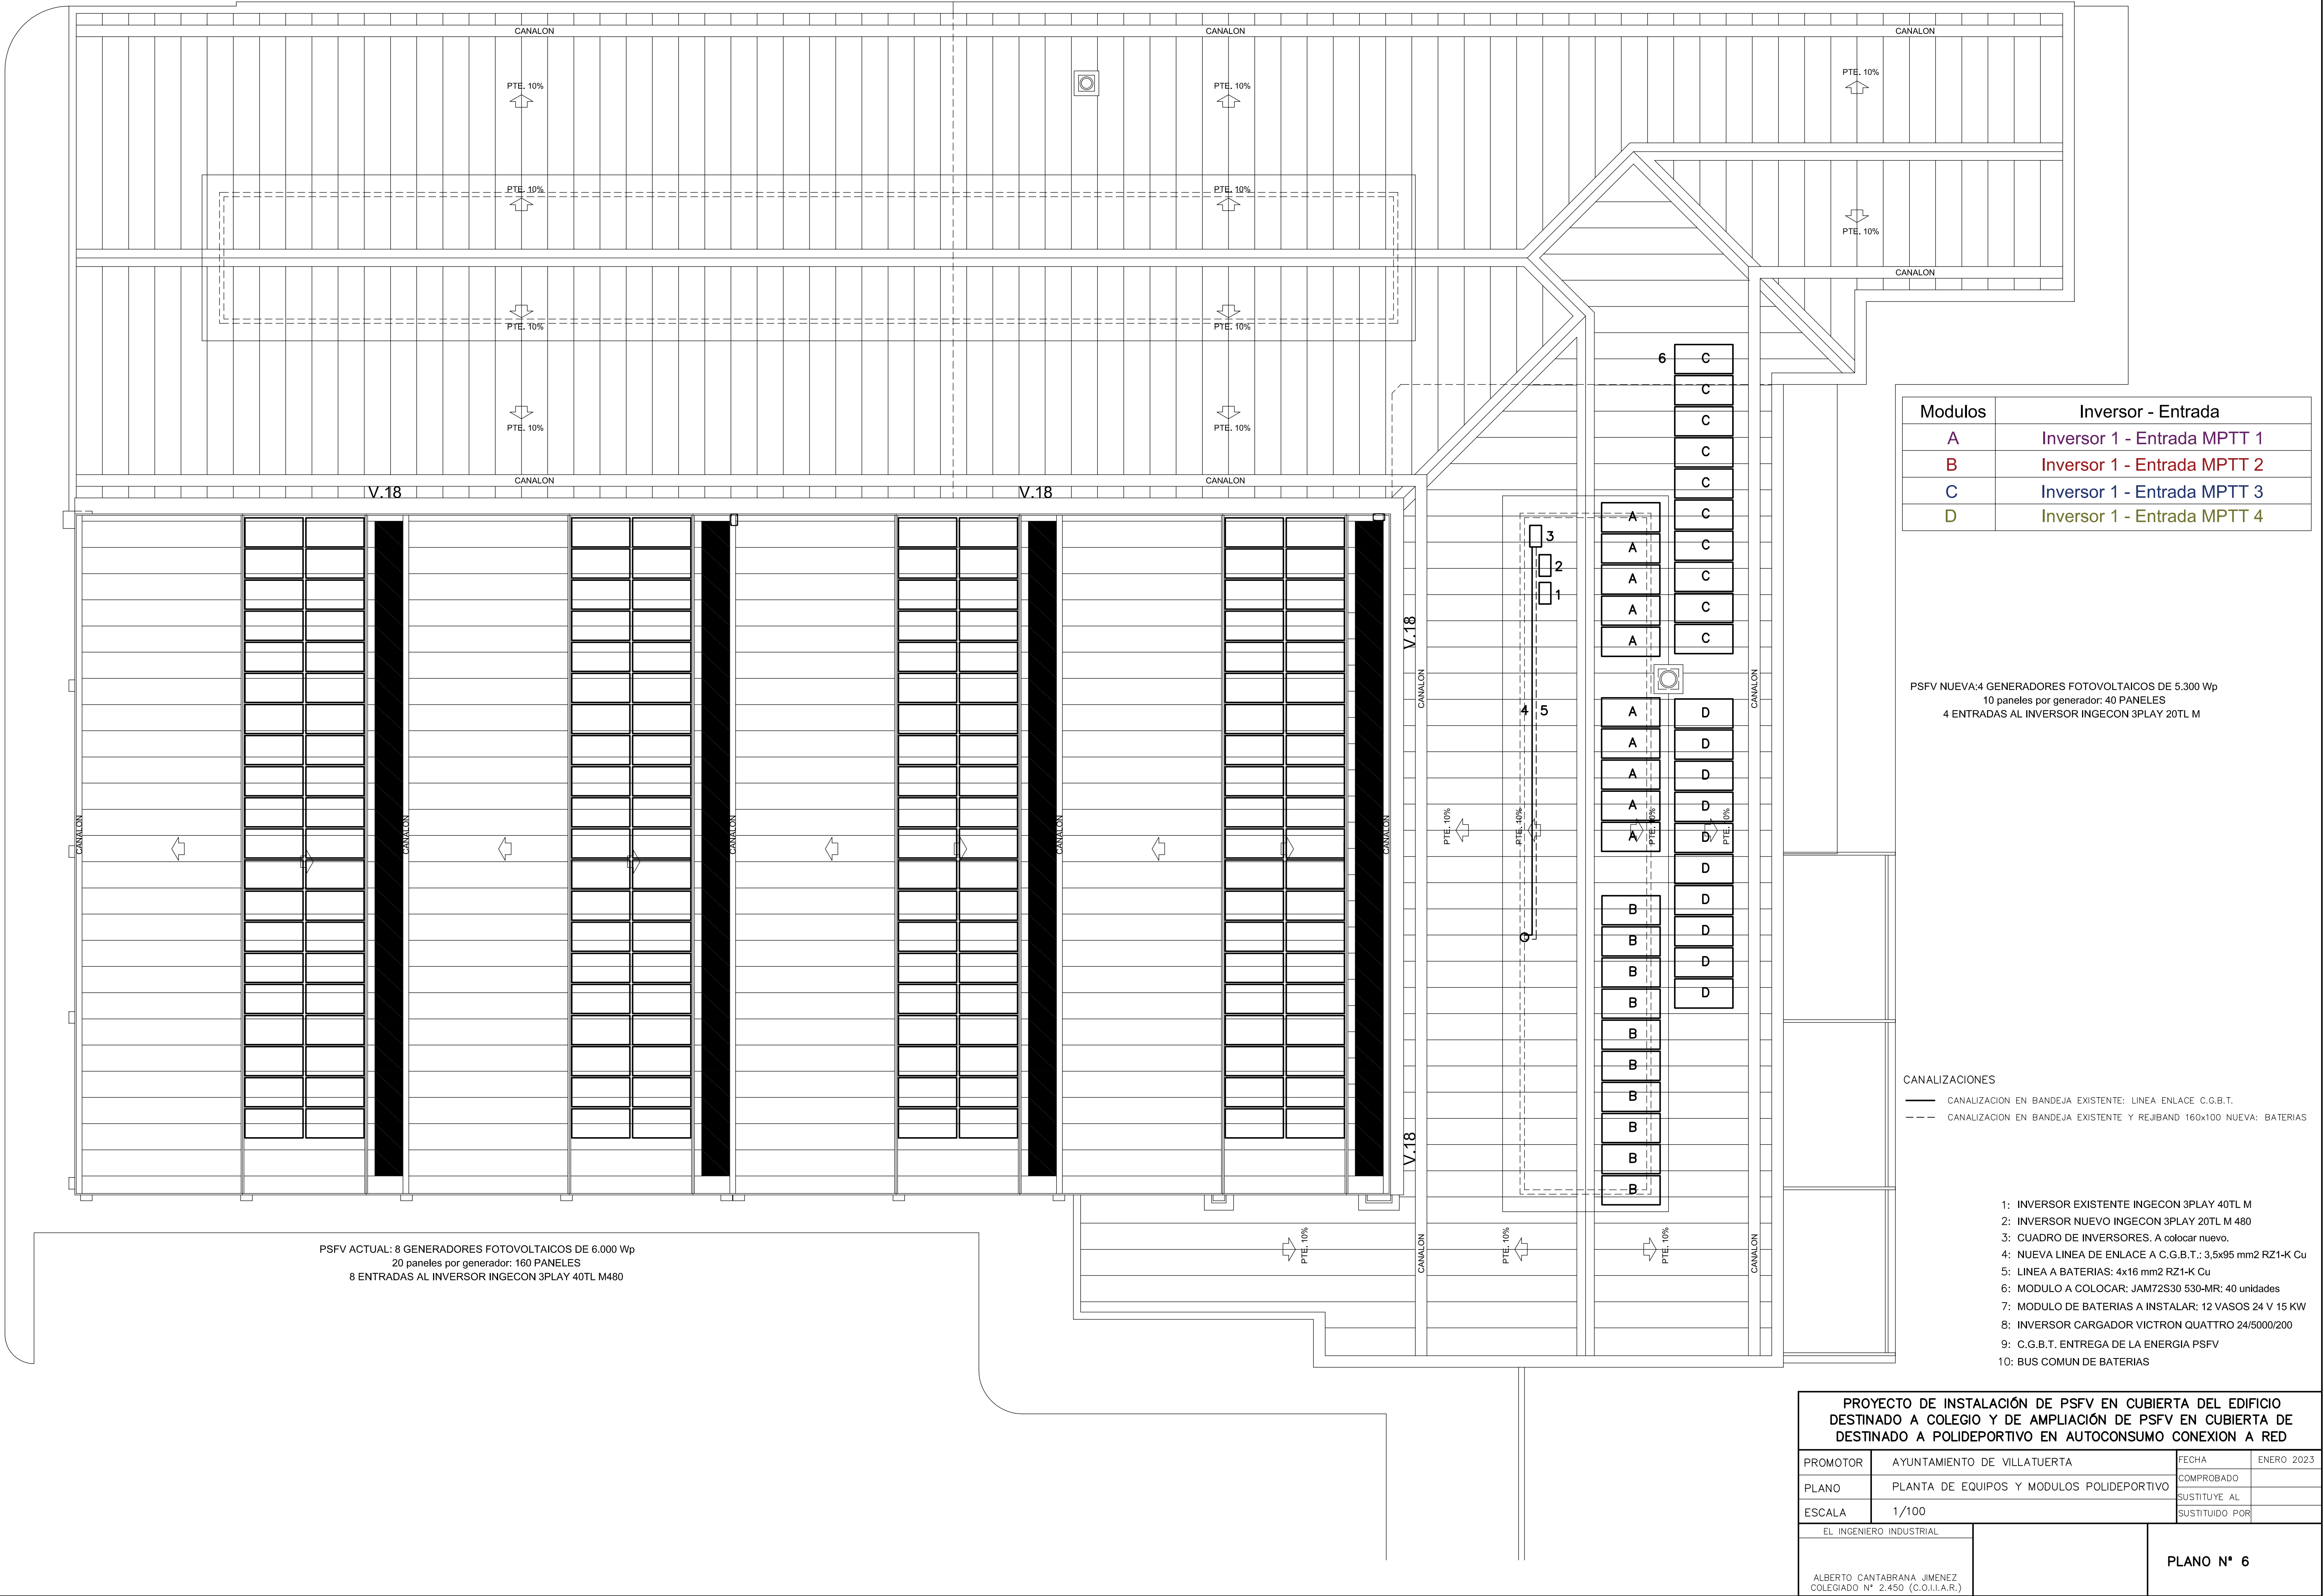 CANALON
CANALON
CANALON
PTE. 10%
PTE. 10%
PTE. 10%
PTE. 10%
PTE. 10%
PTE. 10%
CANALON
PTE. 10%
PTE. 10%
PTE. 10%
PTE. 10%
CANALON
CANALON
V.18
V.18
6
C
C
C
C
C
C
C
C
C
C
A
A
A
A
A
3
2
1
V.18
CANALON
CANALON
4 5
A
A
A
A
A
D
D
D
D
D
D
D
D
D
D
PTE. 10%
PTE. 10%
PTE. 10%
PTE. 10%
CANALON
CANALON
CANALON
CANALON
CANALON
B
B
B
B
B
B
B
B
B
B
V.18
PTE. 10%
PTE. 10%
PTE. 10%
CANALON
CANALON
Modulos Inversor - Entrada
A Inversor 1 - Entrada MPTT 1
B Inversor 1 - Entrada MPTT 2
C Inversor 1 - Entrada MPTT 3
D Inversor 1 - Entrada MPTT 4
PSFV NUEVA:4 GENERADORES FOTOVOLTAICOS DE 5.300 Wp
10 paneles por generador: 40 PANELES
4 ENTRADAS AL INVERSOR INGECON 3PLAY 20TL M
CANALIZACIONES
CANALIZACION EN BANDEJA EXISTENTE: LINEA ENLACE C.G.B.T.
CANALIZACION EN BANDEJA EXISTENTE Y REJIBAND 160x100 NUEVA: BATERIAS
1: INVERSOR EXISTENTE INGECON 3PLAY 40TL M
2: INVERSOR NUEVO INGECON 3PLAY 20TL M 480
3: CUADRO DE INVERSORES. A colocar nuevo.
4: NUEVA LINEA DE ENLACE A C.G.B.T.: 3,5x95 mm2 RZ1-K Cu
5: LINEA A BATERIAS: 4x16 mm2 RZ1-K Cu
6: MODULO A COLOCAR: JAM72S30 530-MR: 40 unidades
7: MODULO DE BATERIAS A INSTALAR: 12 VASOS 24 V 15 KW
8: INVERSOR CARGADOR VICTRON QUATTRO 24/5000/200
9: C.G.B.T. ENTREGA DE LA ENERGIA PSFV
10: BUS COMUN DE BATERIAS
PSFV ACTUAL: 8 GENERADORES FOTOVOLTAICOS DE 6.000 Wp
20 paneles por generador: 160 PANELES
8 ENTRADAS AL INVERSOR INGECON 3PLAY 40TL M480
PROYECTO DE INSTALACIÓN DE PSFV EN CUBIERTA DEL EDIFICIO
DESTINADO A COLEGIO Y DE AMPLIACIÓN DE PSFV EN CUBIERTA DE
DESTINADO A POLIDEPORTIVO EN AUTOCONSUMO CONEXION A RED
PROMOTOR AYUNTAMIENTO DE VILLATUERTA
FECHA ENERO 2023
COMPROBADO
PLANO PLANTA DE EQUIPOS Y MODULOS POLIDEPORTIVO
SUSTITUYE AL
ESCALA 1/100
SUSTITUIDO POR
EL INGENIERO INDUSTRIAL
ALBERTO CANTABRANA JIMENEZ
COLEGIADO Nº 2.450 (C.O.I.I.A.R.)
PLANO Nº 6